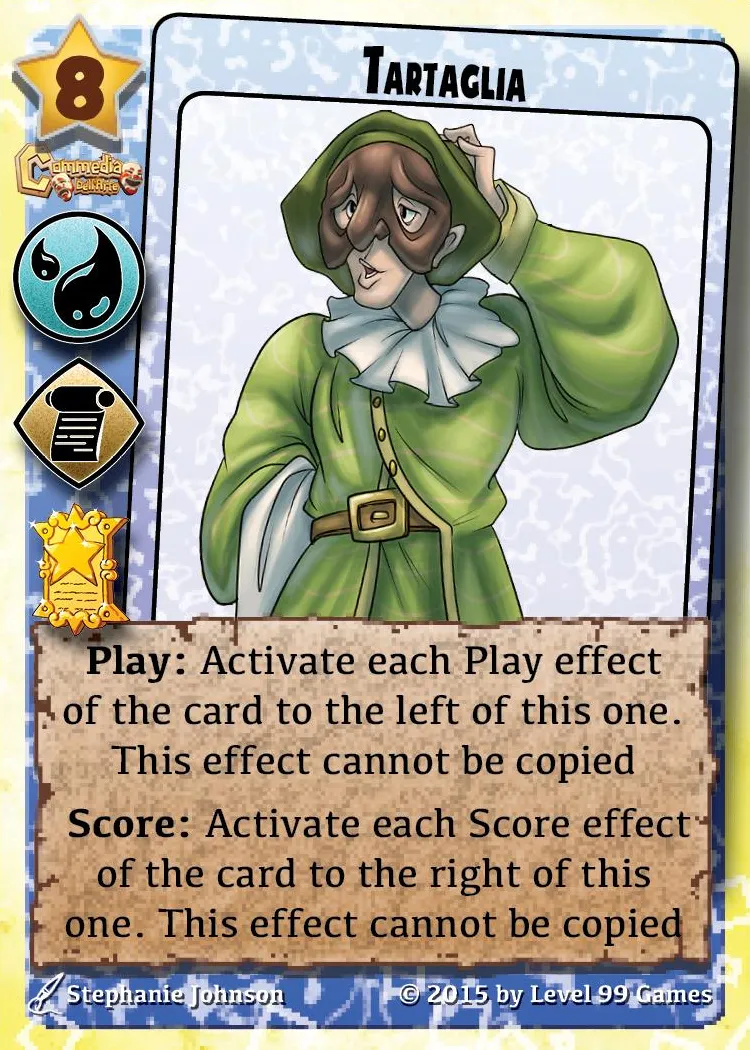 8
TARTAGLIA
Commedia
Dell'Arte
Play: Activate each Play effect
of the card to the left of this one.
This effect cannot be copied
Score: Activate each Score effect
of the card to the right of this
one. This effect cannot be copied
Stephanie Johnson © 2015 by Level 99 Games